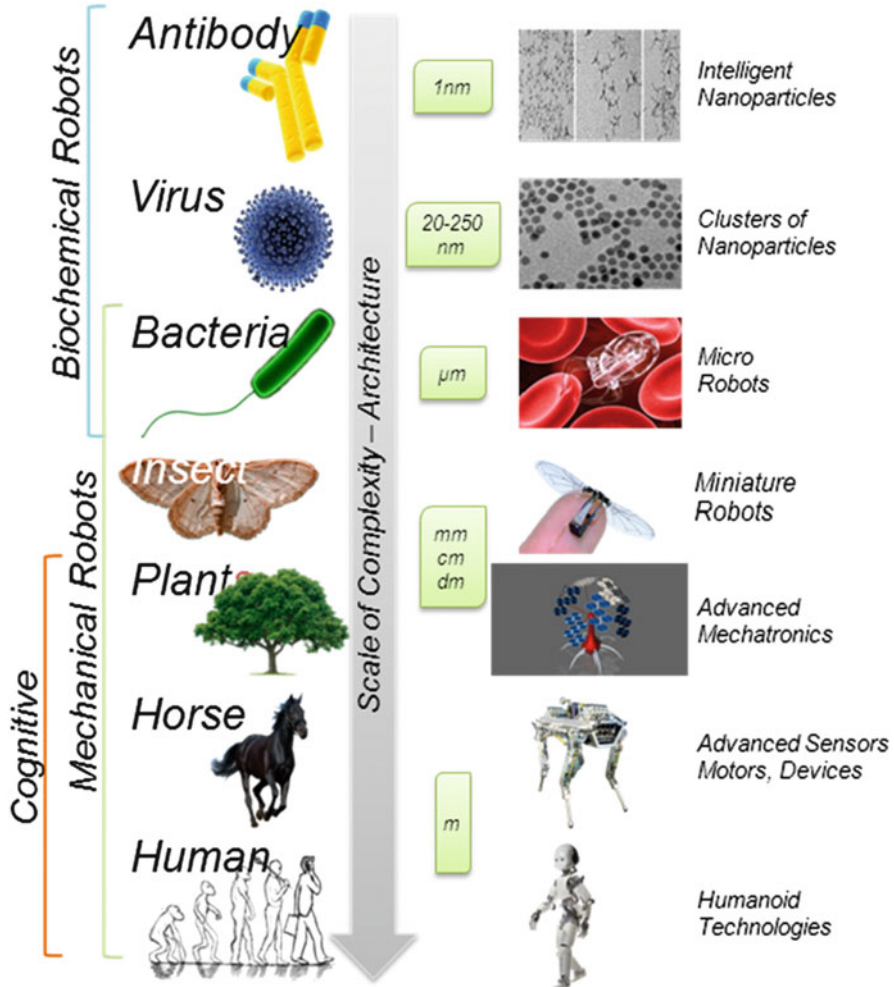 Antibody
1nm
Intelligent
Nanoparticles
Virus
20-250
nm
Clusters of
Nanoparticles
Biochemical Robots
Bacteria
µm
Micro
Robots
Scale of Complexity – Architecture
Insect
Miniature
Robots
mm
cm
dm
Plant
Advanced
Mechatronics
Mechanical Robots
Cognitive
Horse
Advanced Sensors
Motors, Devices
m
Human
Humanoid
Technologies